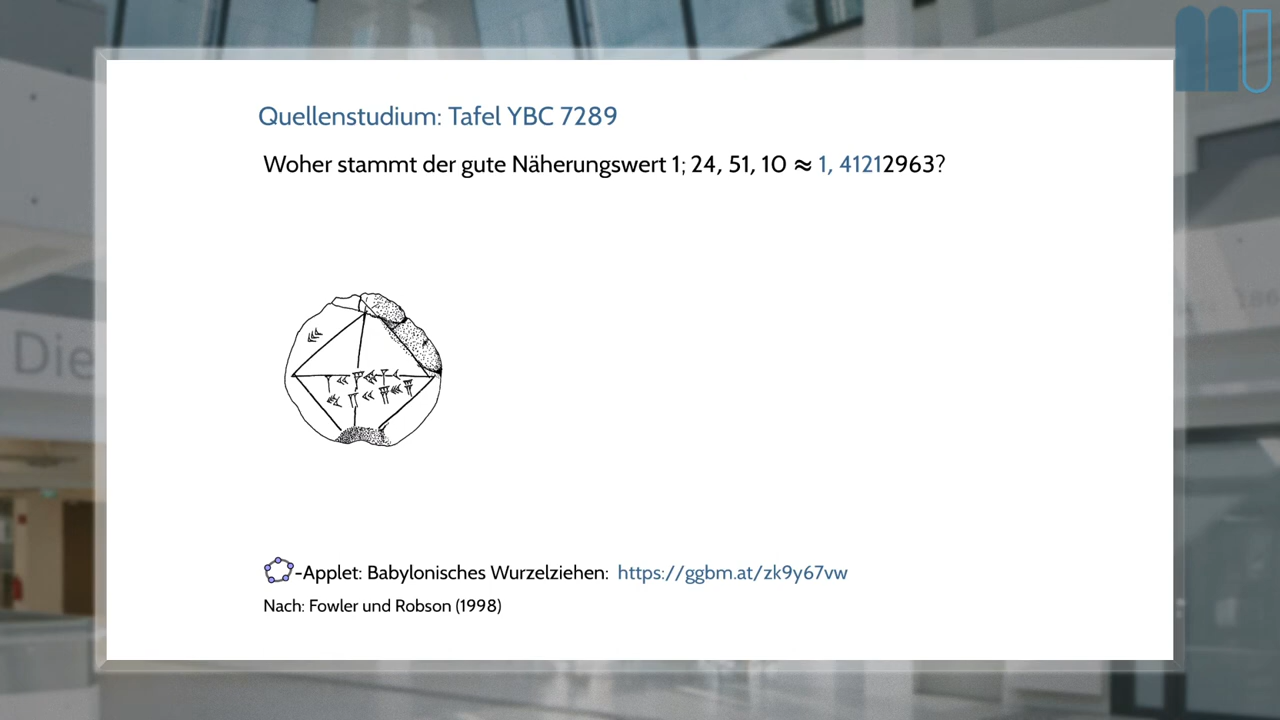 Quellenstudium: Tafel YBC 7289
Woher stammt der gute Näherungswert 1; 24, 51, 10 ≈ 1, 41212963?
Die
-Applet: Babylonisches Wurzelziehen: https://ggbm.at/zk9y67vw
Nach: Fowler und Robson (1998)